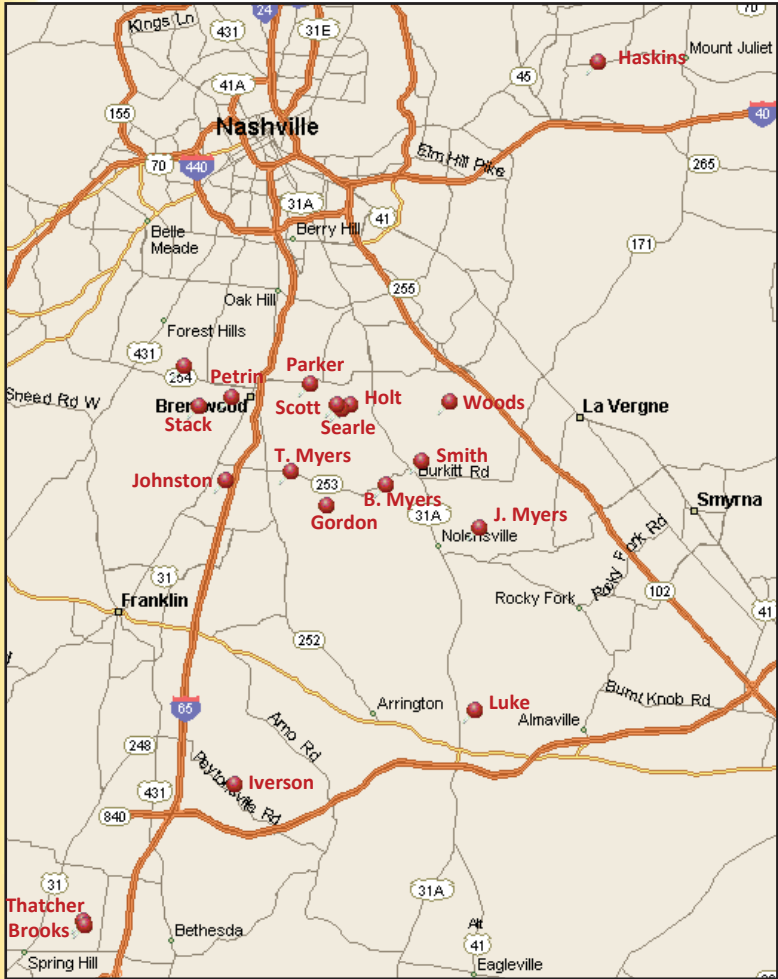 24
70
Kings Ln
431
31E
Haskins
Mount Juliet
45
41A
155
Nashville
40
70
440
Elm Hill Pike
265
31A
41
Belle
Meade
Berry Hill
171
255
Oak Hill
Forest Hills
431
254
Petrin
Parker
Sneed Rd W
Brentwood
Scott
Holt
Woods
Stack
Searle
La Vergne
T. Myers
Smith
Burkitt Rd
Johnston
253
B. Myers
Smyrna
Gordon
31A
J. Myers
Nolensville
Rocky Fork Rd
31
Franklin
Rocky Fork
102
41
252
65
Arrington
Luke
Burnt Knob Rd
Almaville
248
Arno Rd
Peytonsville Rd
431
Iverson
840
31
31A
Thatcher
Brooks
Bethesda
Alt
41
Spring Hill
Eagleville